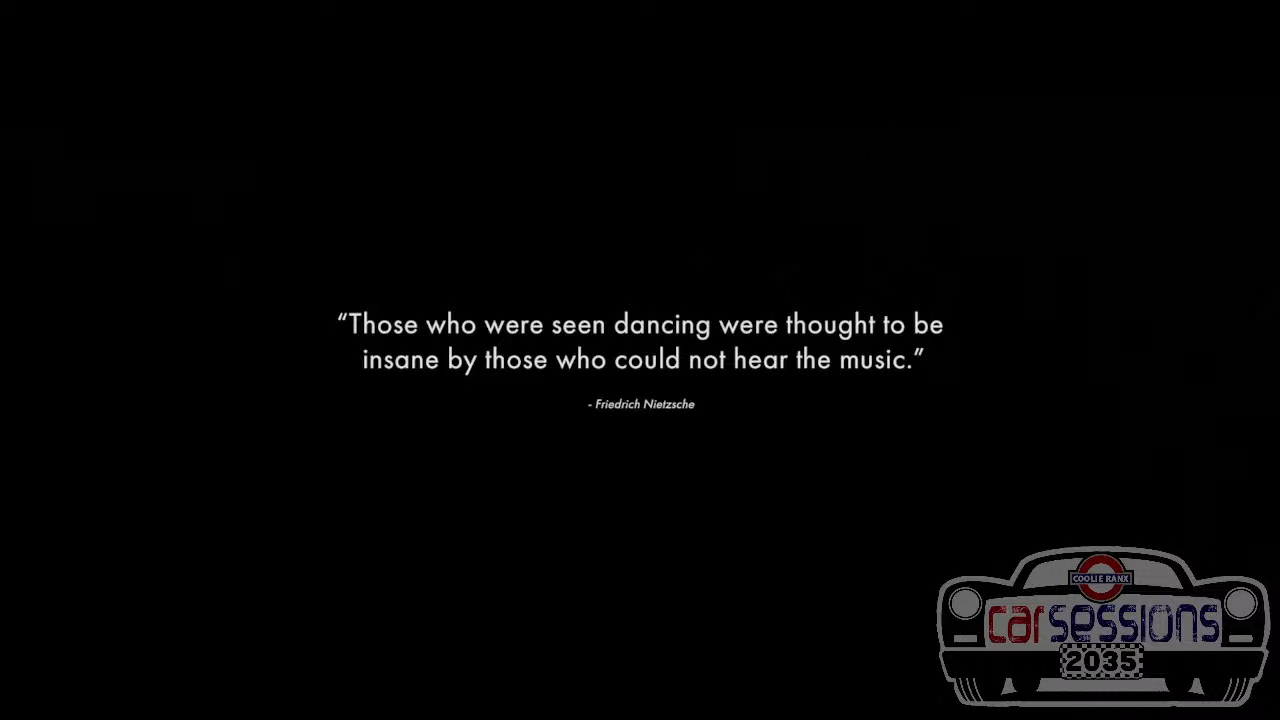 “Those who were seen dancing were thought to be
insane by those who could not hear the music.”
- Friedrich Nietzsche
COOLIE RANX
carsessions
2035